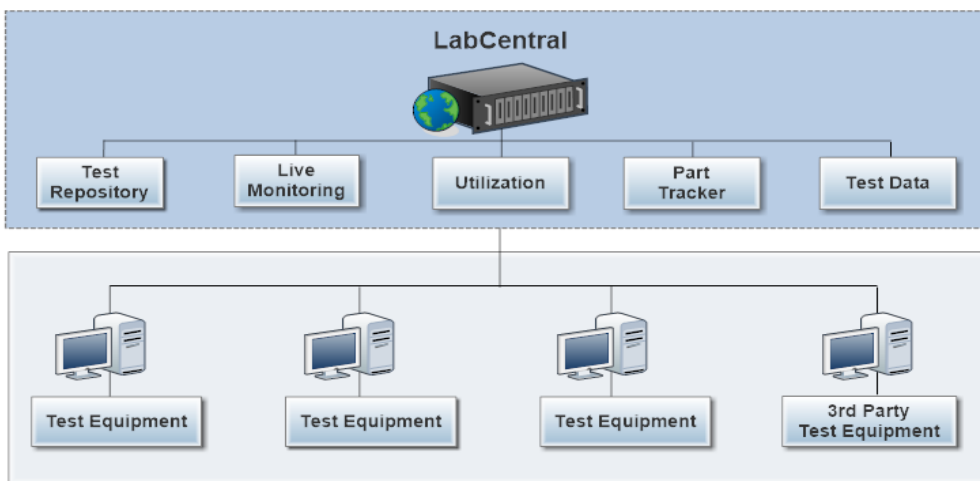 LabCentral
Test
Repository
Live
Monitoring
Utilization
Part
Tracker
Test Data
Test Equipment
Test Equipment
Test Equipment
3rd Party
Test Equipment